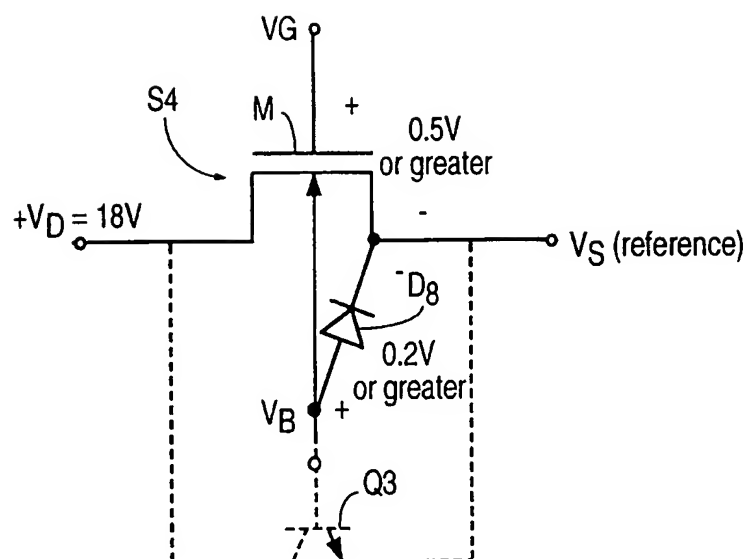 VG
S4
M
+
0.5V
or greater
+VD = 18V
-
VS (reference)
-D8
0.2V
or greater
VB
+
Q3